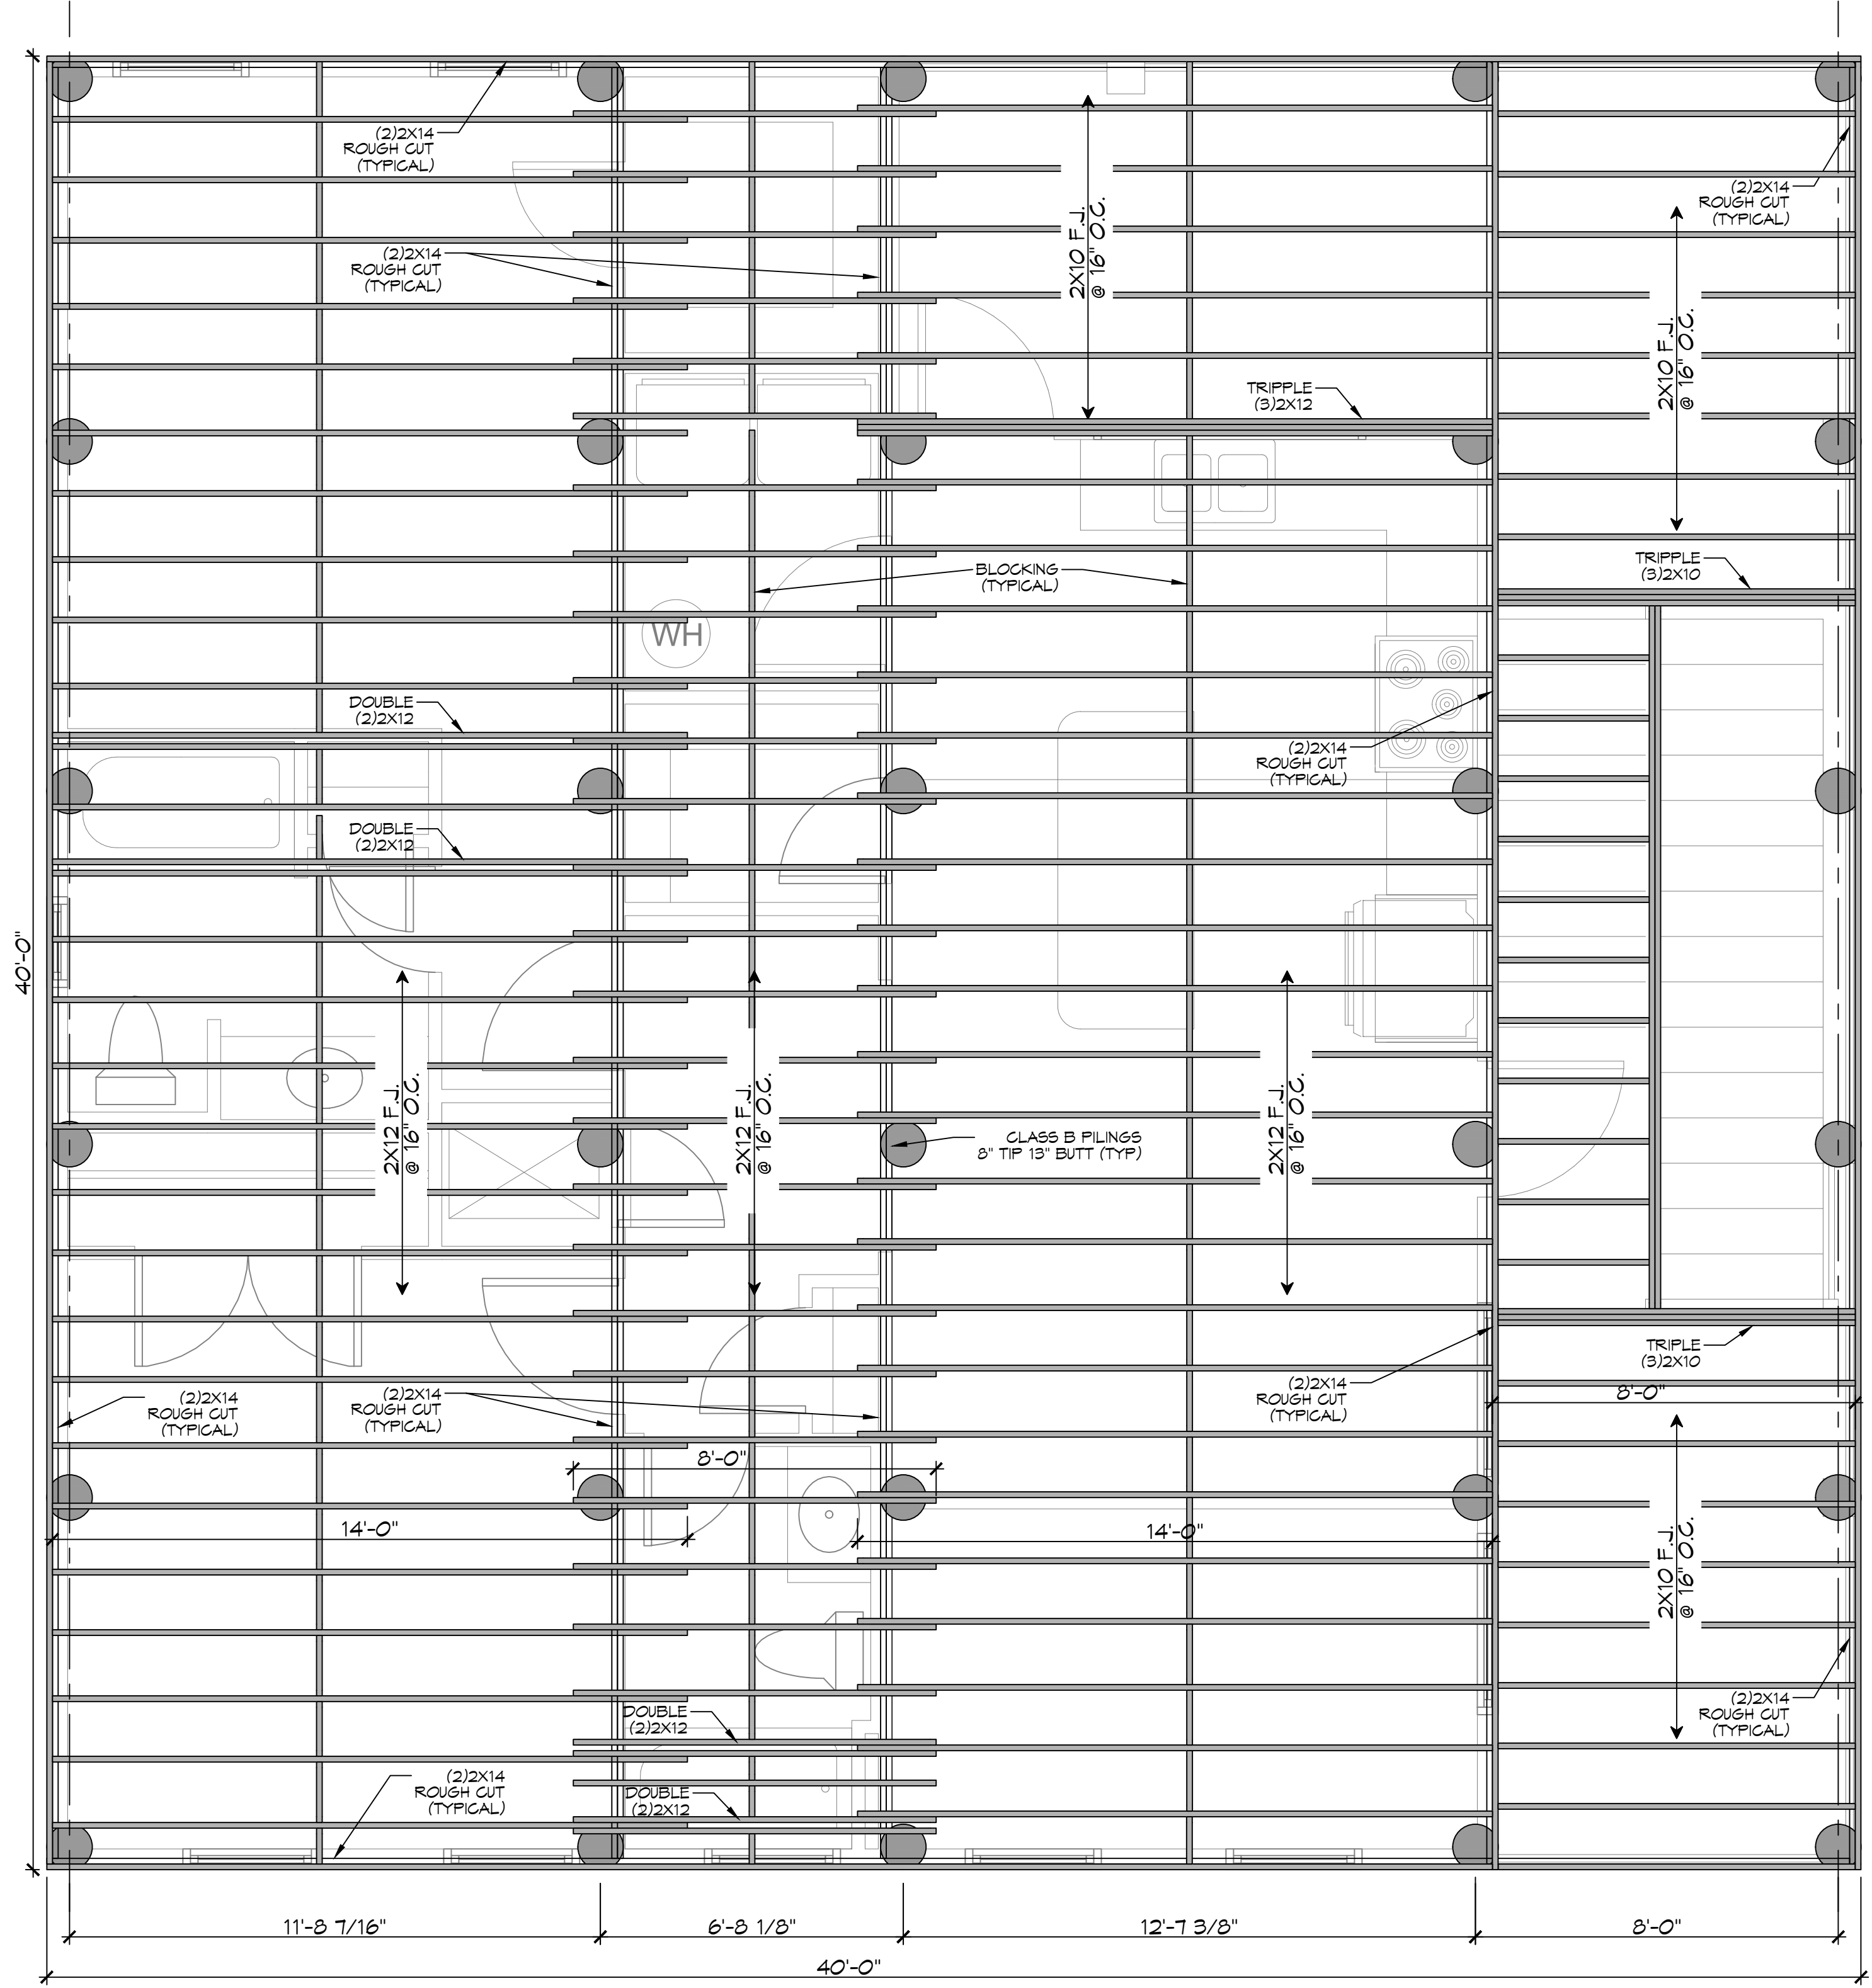 (2)2X14
ROUGH CUT
(TYPICAL)
(2)2X14
ROUGH CUT
(TYPICAL)
2X10 F.J.
@ 16" O.C.
(2)2X14
ROUGH CUT
(TYPICAL)
2X10 F.J.
@ 16" O.C.
TRIPPLE
(3)2X12
BLOCKING
(TYPICAL)
TRIPPLE
(3)2X10
WH
DOUBLE
(2)2X12
(2)2X14
ROUGH CUT
(TYPICAL)
DOUBLE
(2)2X12
40'-0"
2X12 F.J.
@ 16" O.C.
2X12 F.J.
@ 16" O.C.
CLASS B PILINGS
8" TIP 13" BUTT (TYP)
2X12 F.J.
@ 16" O.C.
TRIPLE
(3)2X10
(2)2X14
ROUGH CUT
(TYPICAL)
(2)2X14
ROUGH CUT
(TYPICAL)
(2)2X14
ROUGH CUT
(TYPICAL)
8'-0"
8'-0"
14'-0"
14'-0"
2X10 F.J.
@ 16" O.C.
DOUBLE
(2)2X12
(2)2X14
ROUGH CUT
(TYPICAL)
(2)2X14
ROUGH CUT
(TYPICAL)
DOUBLE
(2)2X12
11'-8 7/16"
6'-8 1/8"
12'-7 3/8"
8'-0"
40'-0"